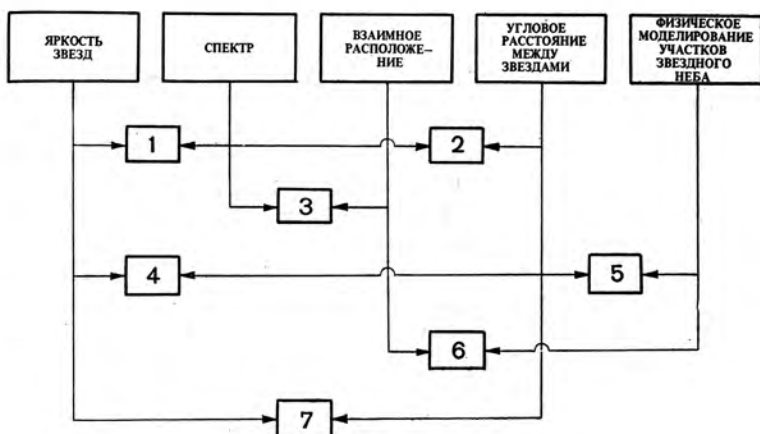 ЯРКОСТЬ
ЗВЕЗД
СПЕКТР
ВЗАИМНОЕ
РАСПОЛОЖЕ–
НИЕ
УГЛОВОЕ
РАССТОЯНИЕ
МЕЖДУ
ЗВЕЗДАМИ
ФИЗИЧЕСКОЕ
МОДЕЛИРОВАНИЕ
УЧАСТКОВ
ЗВЕЗДНОГО
НЕБА
1
2
3
4
5
6
7